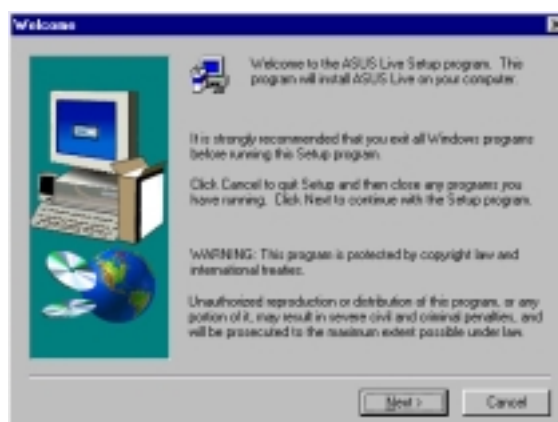 Welcome
Welcome to the ASUS Live Setup program. This
program will install ASUS Live on your computer.
It is strongly recommended that you exit all Windows programs
before running this Setup program.
Click Cancel to quit Setup and then close any programs you
have running. Click Next to continue with the Setup program.
WARNING: This program is protected by copyright law and
international treaties.
Unauthorized reproduction or distribution of this program, or any
portion of it, may result in severe civil and criminal penalties, and
will be prosecuted to the maximum extent possible under law.
Next >
Cancel